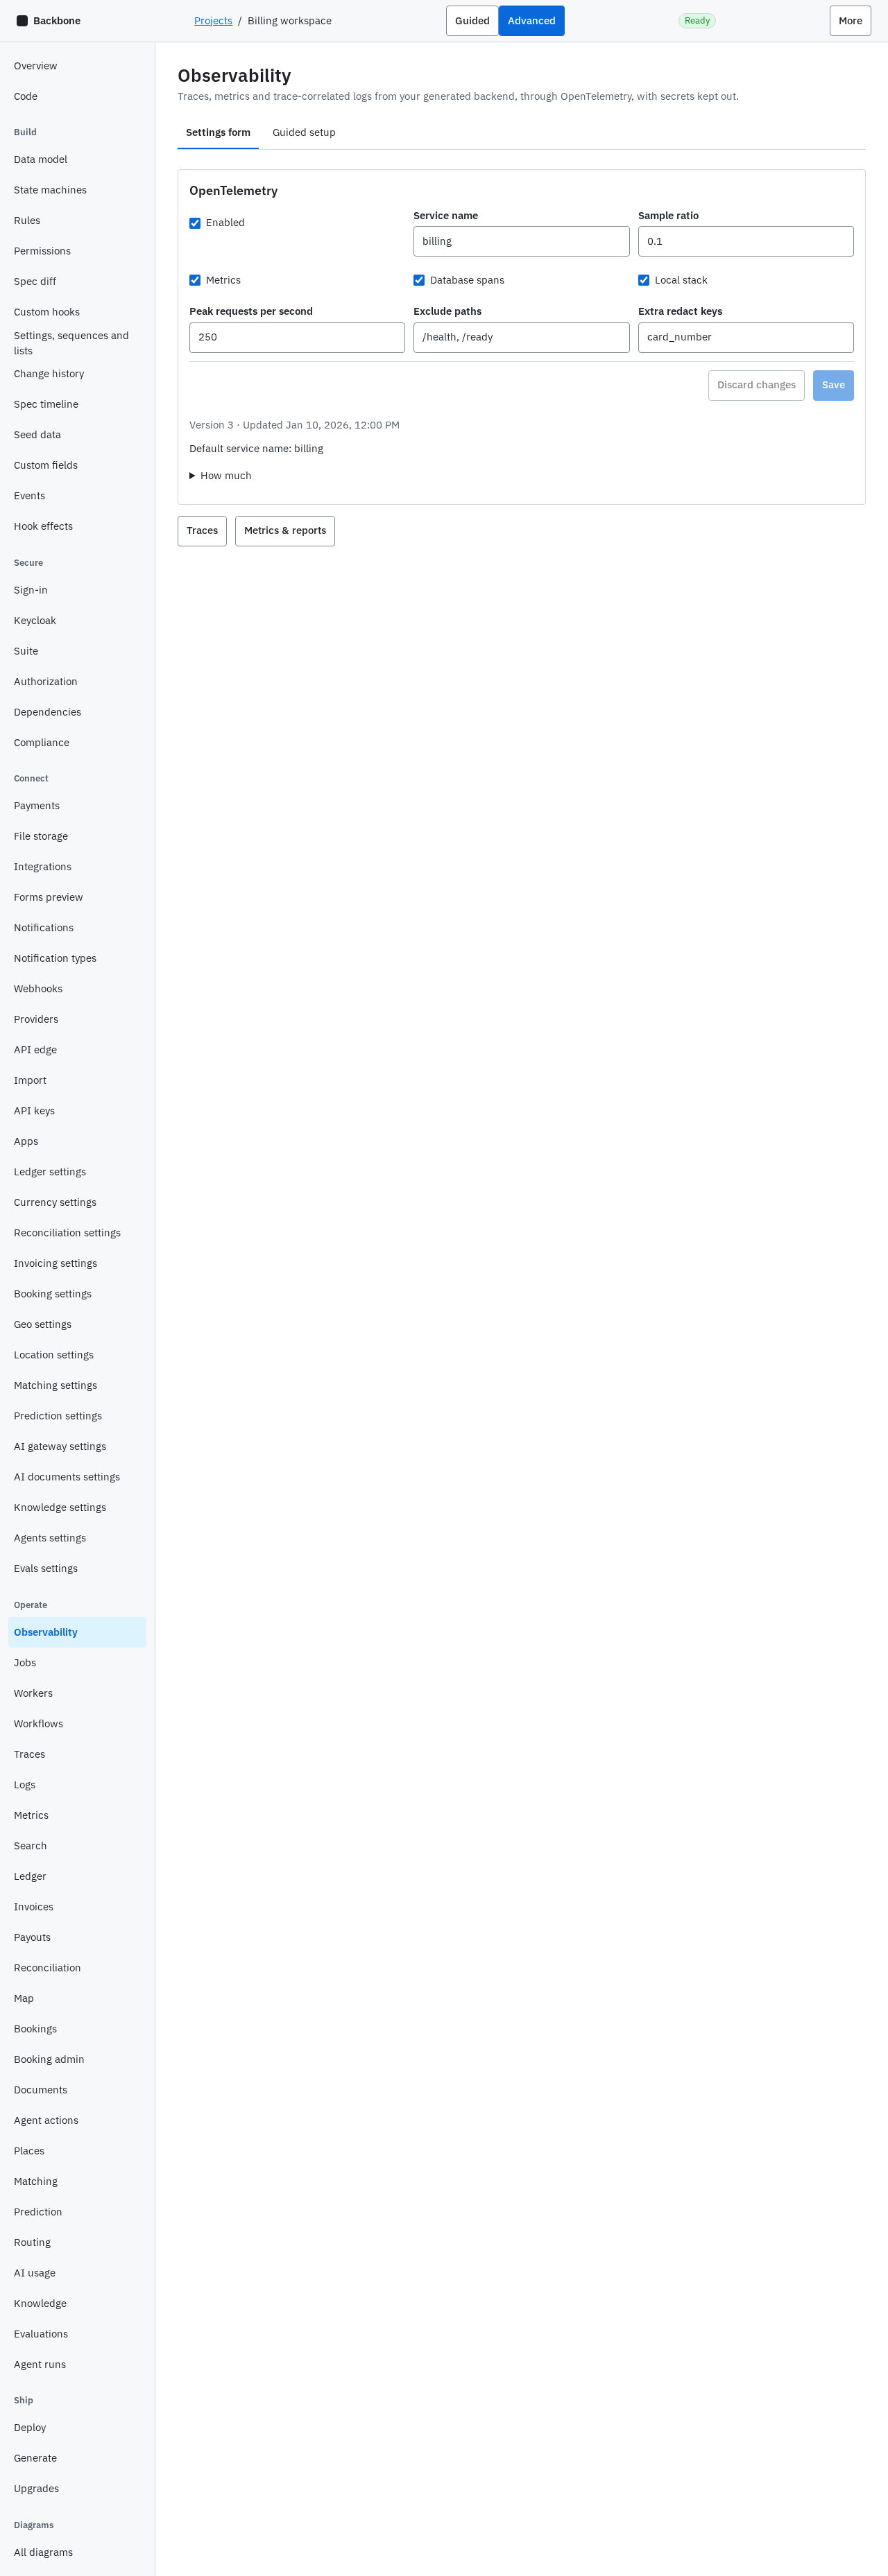 Backbone
Projects / Billing workspace
Guided
Advanced
Ready
More
Overview
Code
Build
Data model
State machines
Rules
Permissions
Spec diff
Custom hooks
Settings, sequences and
lists
Change history
Spec timeline
Seed data
Custom fields
Events
Hook effects
Secure
Sign-in
Keycloak
Suite
Authorization
Dependencies
Compliance
Connect
Payments
File storage
Integrations
Forms preview
Notifications
Notification types
Webhooks
Providers
API edge
Import
API keys
Apps
Ledger settings
Currency settings
Reconciliation settings
Invoicing settings
Booking settings
Geo settings
Location settings
Matching settings
Prediction settings
AI gateway settings
AI documents settings
Knowledge settings
Agents settings
Evals settings
Operate
Observability
Jobs
Workers
Workflows
Traces
Logs
Metrics
Search
Ledger
Invoices
Payouts
Reconciliation
Map
Bookings
Booking admin
Documents
Agent actions
Places
Matching
Prediction
Routing
AI usage
Knowledge
Evaluations
Agent runs
Ship
Deploy
Generate
Upgrades
Diagrams
All diagrams
Observability
Traces, metrics and trace-correlated logs from your generated backend, through OpenTelemetry, with secrets kept out.
Settings form
Guided setup
OpenTelemetry
Enabled
Service name
billing
Sample ratio
0.1
Metrics
Database spans
Local stack
Peak requests per second
250
Exclude paths
/health, /ready
Extra redact keys
card_number
Discard changes
Save
Version 3 · Updated Jan 10, 2026, 12:00 PM
Default service name: billing
How much
Traces
Metrics & reports